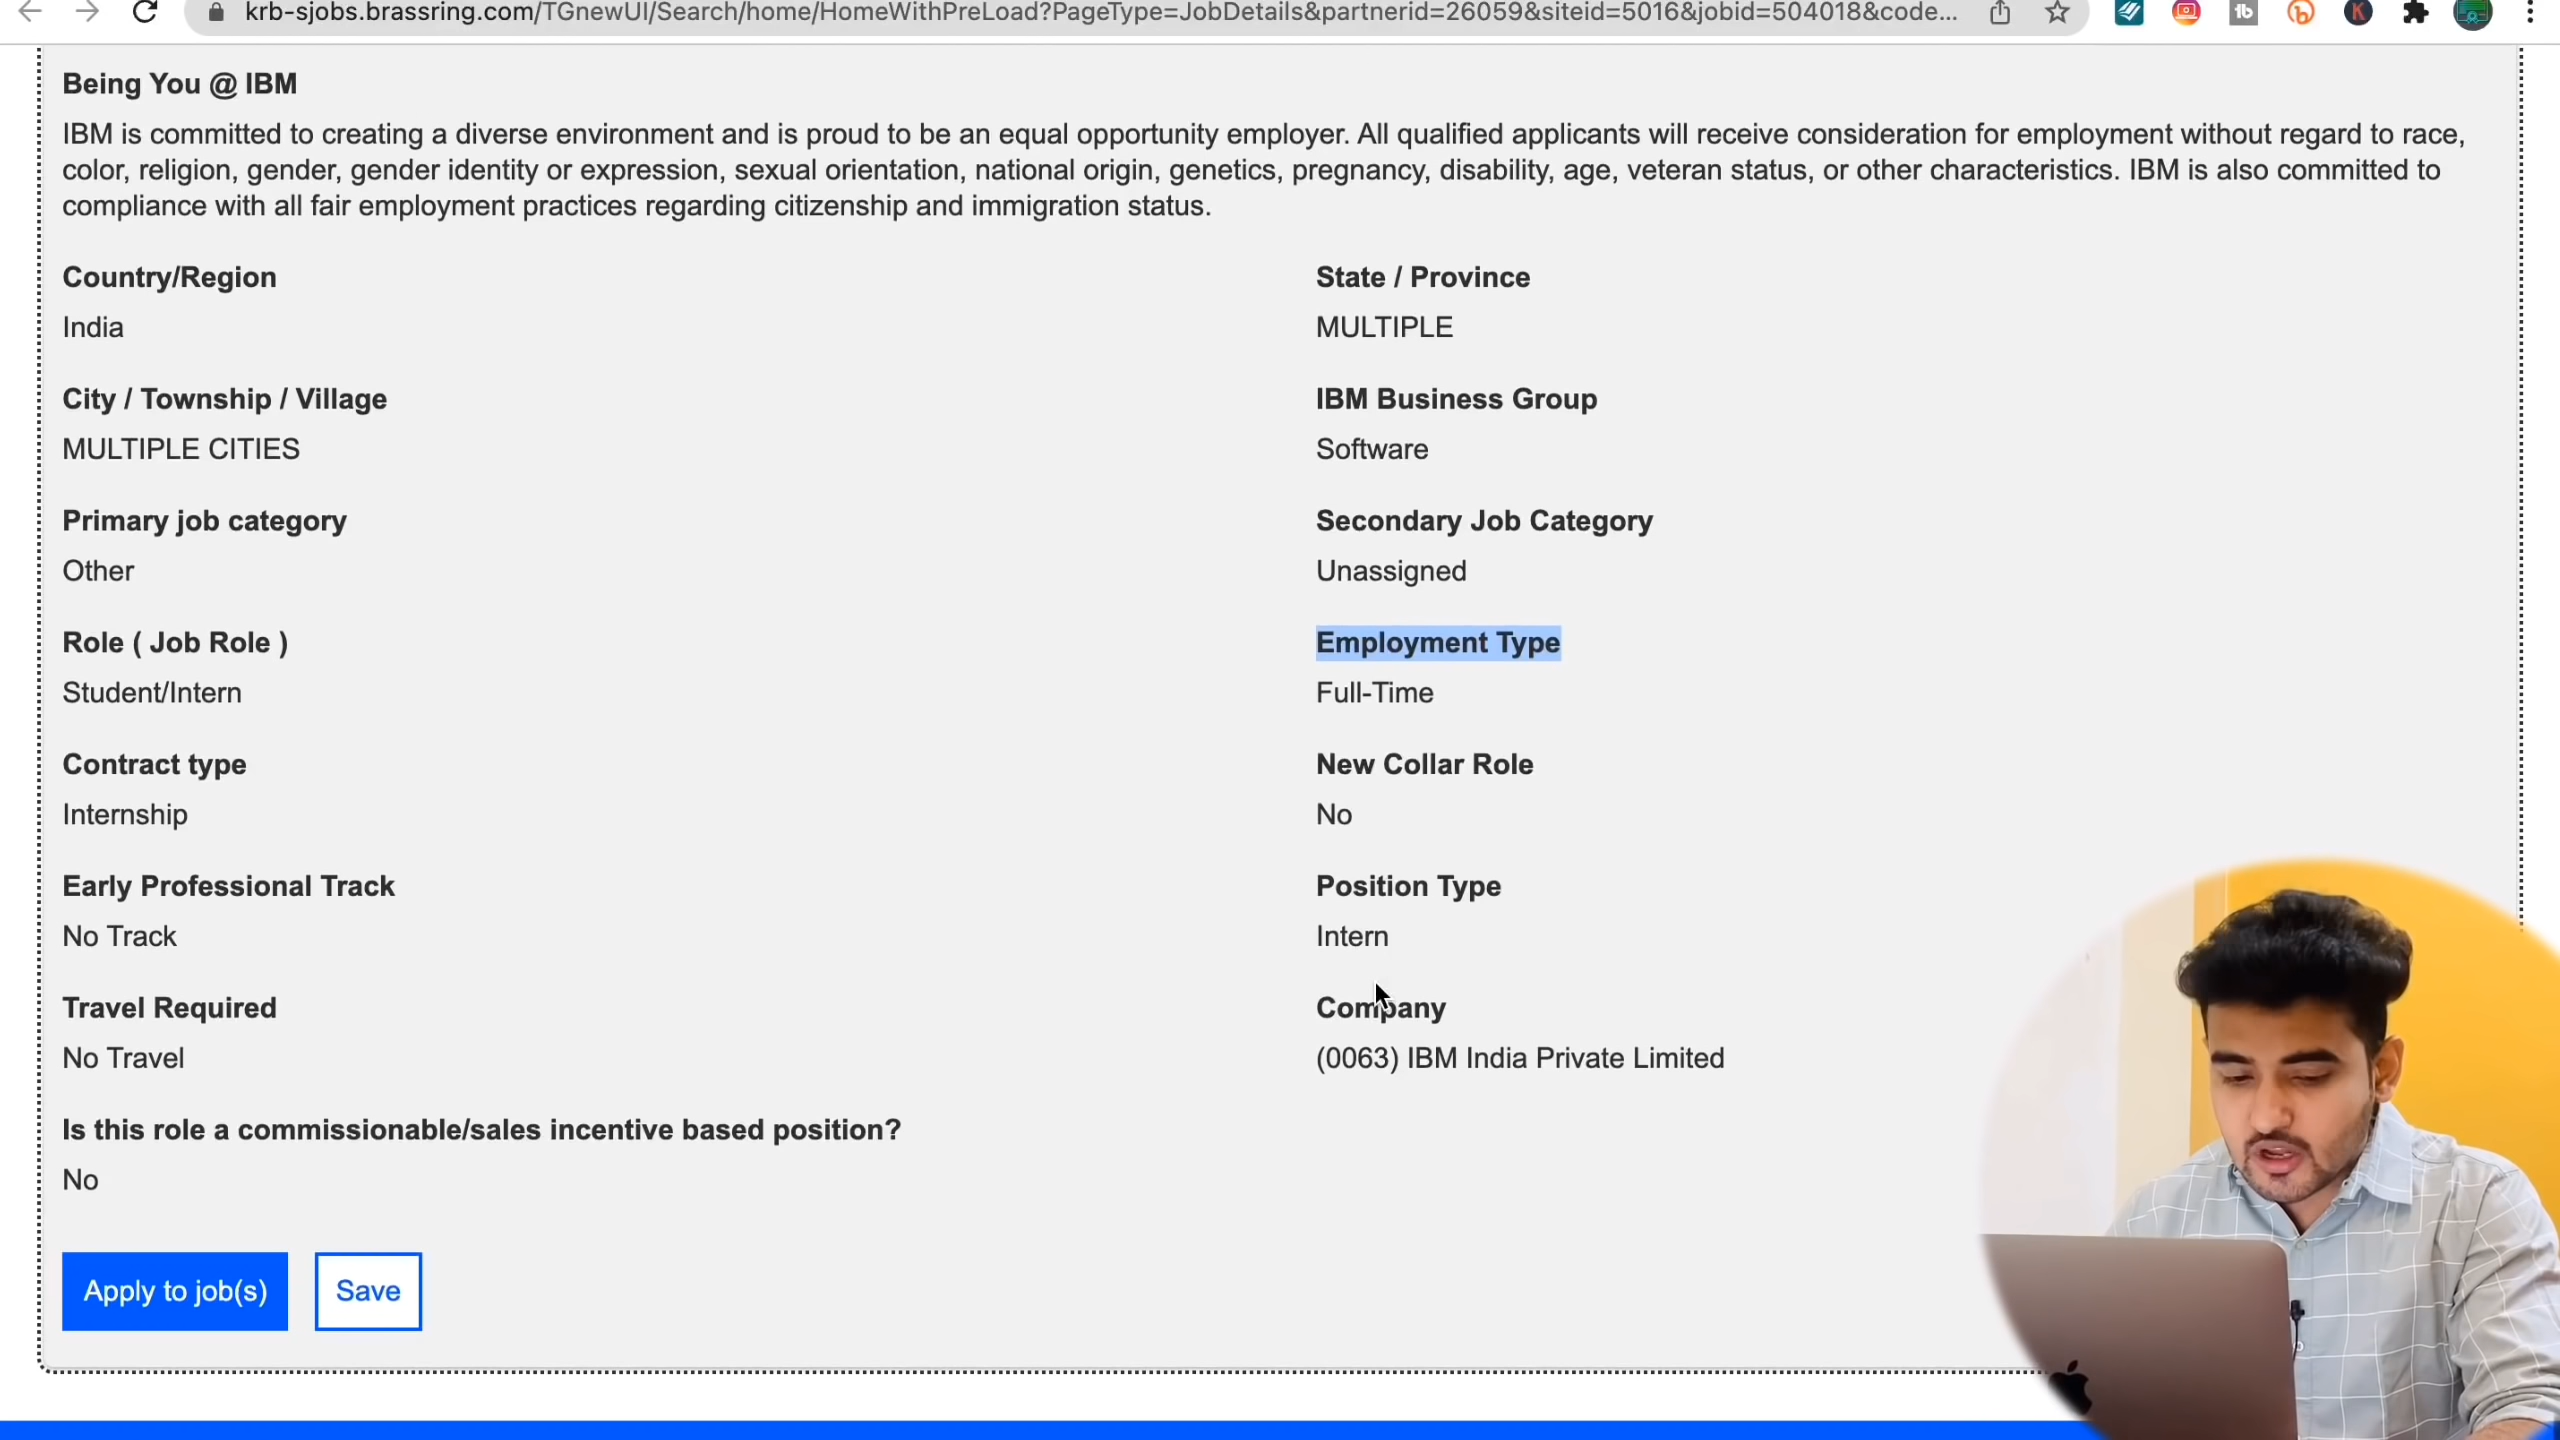 krb-sjobs.brassring.com/TGnewUI/Search/home/HomeWithPreLoad?PageType=JobDetails&partnerid=26059&siteid=5016&jobid=504018&code...
Being You @ IBM
IBM is committed to creating a diverse environment and is proud to be an equal opportunity employer. All qualified applicants will receive consideration for employment without regard to race,
color, religion, gender, gender identity or expression, sexual orientation, national origin, genetics, pregnancy, disability, age, veteran status, or other characteristics. IBM is also committed to
compliance with all fair employment practices regarding citizenship and immigration status.
Country/Region
India
State / Province
MULTIPLE
City / Township / Village
MULTIPLE CITIES
IBM Business Group
Software
Primary job category
Other
Secondary Job Category
Unassigned
Role ( Job Role )
Student/Intern
Employment Type
Full-Time
Contract type
Internship
New Collar Role
No
Early Professional Track
No Track
Position Type
Intern
Travel Required
No Travel
Company
(0063) IBM India Private Limited
Is this role a commissionable/sales incentive based position?
No
Apply to job(s)
Save